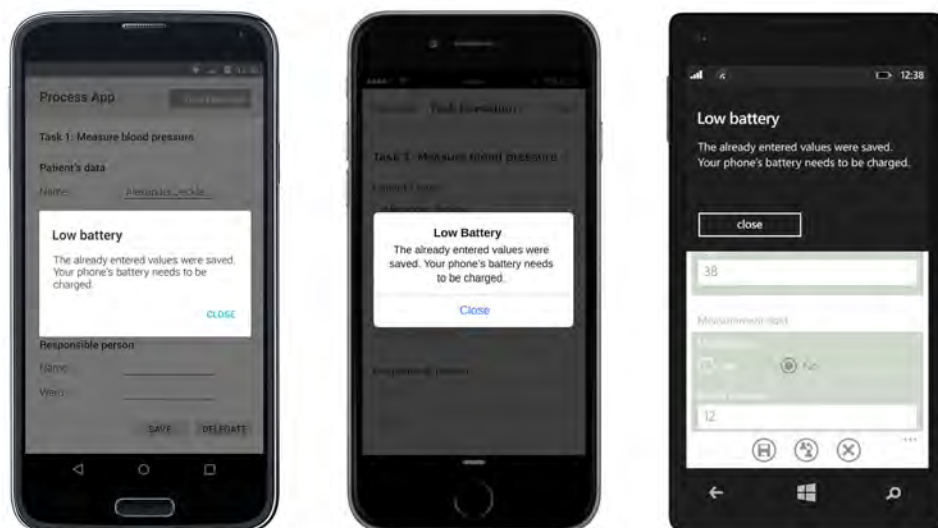 Process App
Task 1: Measure blood pressure
Patient's data
Name:
Low battery
The already entered values were saved.
Your phone's battery needs to be
charged.
CLOSE
Responsible person
Name:
SAVE DELEGATE
Task Execution
Task 1: Measure blood pressure
Low Battery
The already entered values were
saved. Your phone's battery needs
to be charged.
Close
12:38
Low battery
The already entered values were saved.
Your phone's battery needs to be charged.
close
38
No
12